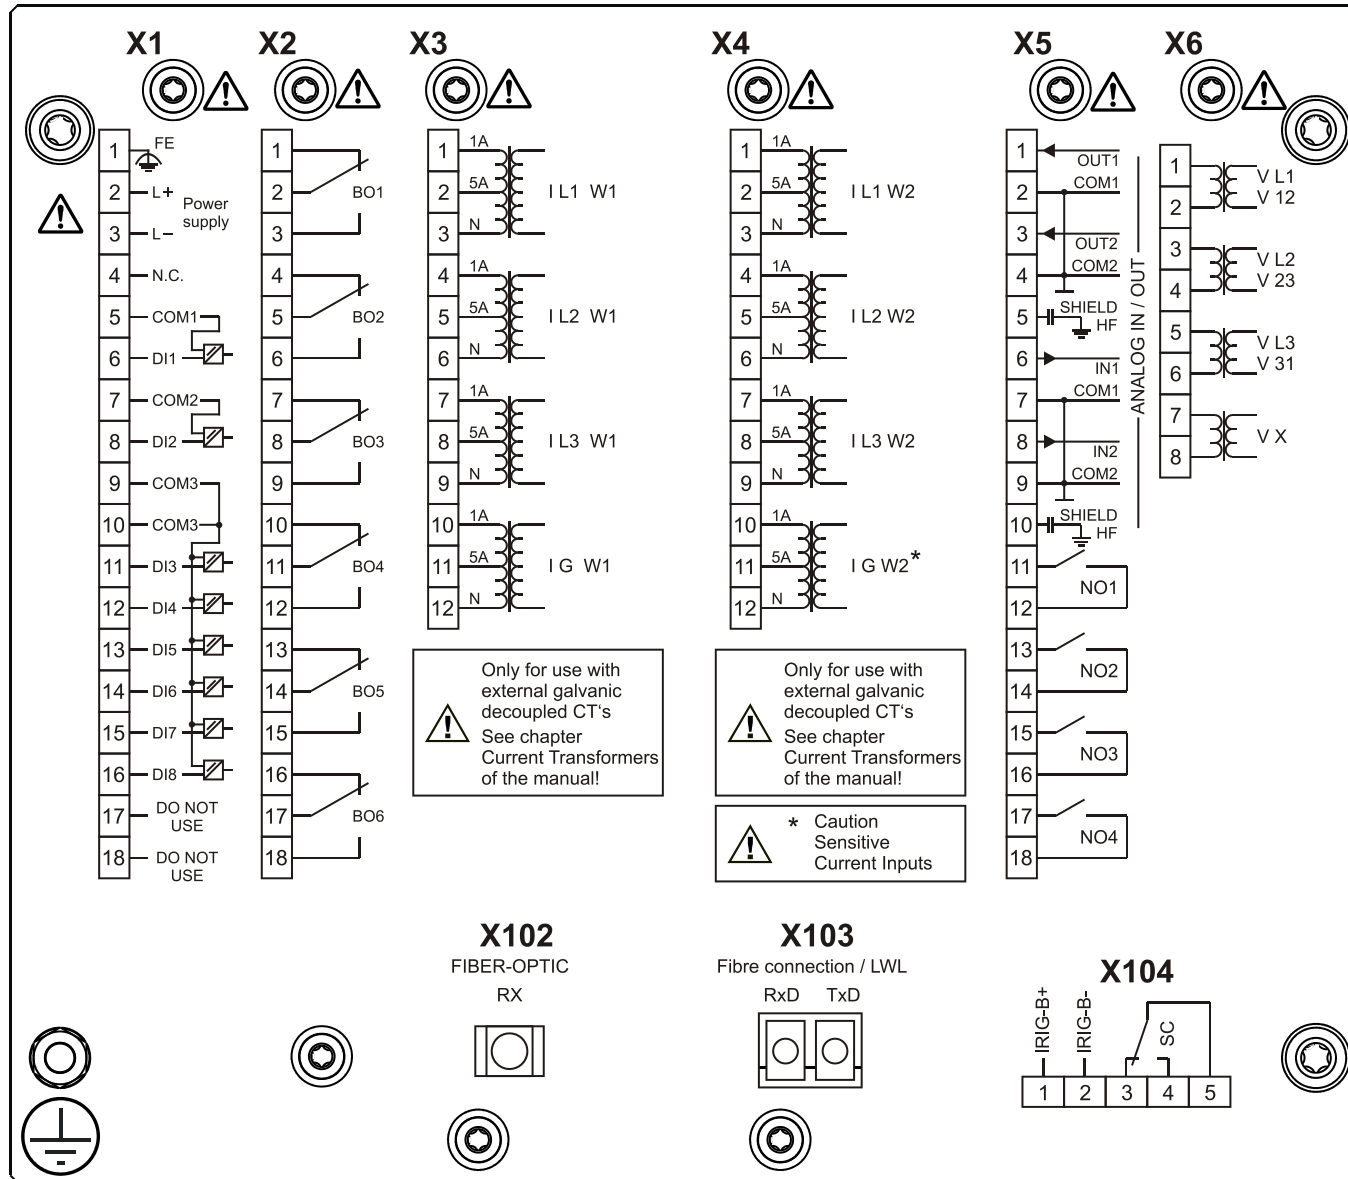 X1
X2
X3
X4
X5
X6
1 FE
2 L+
Power
supply
3 L–
4 N.C.
5 COM1
6 DI1
7 COM2
8 DI2
9 COM3
10 COM3
11 DI3
12 DI4
13 DI5
14 DI6
15 DI7
16 DI8
17 DO NOT
USE
18 DO NOT
USE
1
2 BO1
3
4
5 BO2
6
7
8 BO3
9
10
11 BO4
12
13
14 BO5
15
16
17 BO6
18
1 1A
2 5A I L1 W1
3 N
4 1A
5 5A I L2 W1
6 N
7 1A
8 5A I L3 W1
9 N
10 1A
11 5A I G W1
12 N
Only for use with
external galvanic
decoupled CT‘s
See chapter
Current Transformers
of the manual!
1 1A
2 5A I L1 W2
3 N
4 1A
5 5A I L2 W2
6 N
7 1A
8 5A I L3 W2
9 N
10 1A
11 5A I G W2*
12 N
Only for use with
external galvanic
decoupled CT‘s
See chapter
Current Transformers
of the manual!
* Caution
Sensitive
Current Inputs
1 OUT1
2 COM1
3 OUT2
4 COM2
5 SHIELD
HF
6 IN1
7 COM1
8 IN2
9 COM2
10 SHIELD
HF
ANALOG IN / OUT
11
NO1
12
13
NO2
14
15
NO3
16
17
NO4
18
1 V L1
2 V 12
3 V L2
4 V 23
5 V L3
6 V 31
7
V X
8
X102
FIBER-OPTIC
RX
X103
Fibre connection / LWL
RxD TxD
X104
IRIG-B+
IRIG-B-
SC
1 2 3 4 5